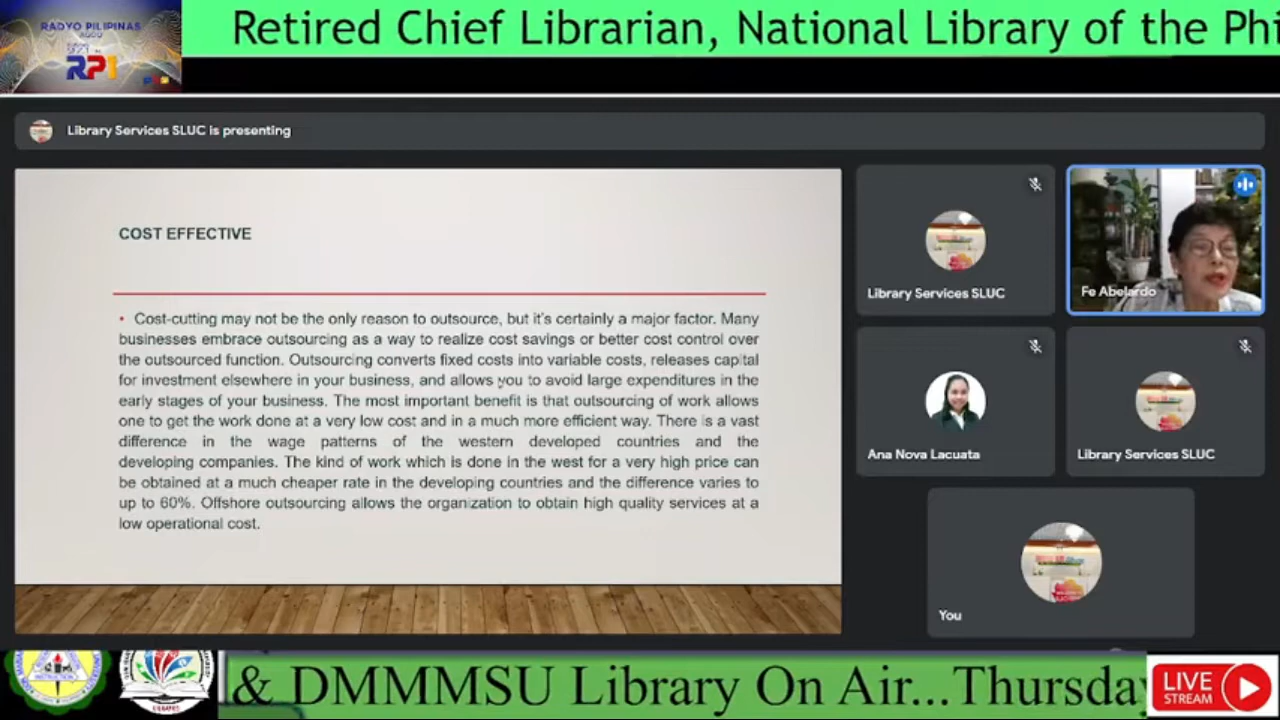 RADYO PILIPINAS
AGOO
RP1
Retired Chief Librarian, National Library of the Phi
Library Services SLUC is presenting
COST EFFECTIVE
• Cost-cutting may not be the only reason to outsource, but it's certainly a major factor. Many
businesses embrace outsourcing as a way to realize cost savings or better cost control over
the outsourced function. Outsourcing converts fixed costs into variable costs, releases capital
for investment elsewhere in your business, and allows you to avoid large expenditures in the
early stages of your business. The most important benefit is that outsourcing of work allows
one to get the work done at a very low cost and in a much more efficient way. There is a vast
difference in the wage patterns of the western developed countries and the
developing companies. The kind of work which is done in the west for a very high price can
be obtained at a much cheaper rate in the developing countries and the difference varies to
up to 60%. Offshore outsourcing allows the organization to obtain high quality services at a
low operational cost.
Library Services SLUC
Fe Abelardo
Ana Nova Lacuata
Library Services SLUC
You
& DMMMSU Library On Air...Thursday
LIVE
STREAM